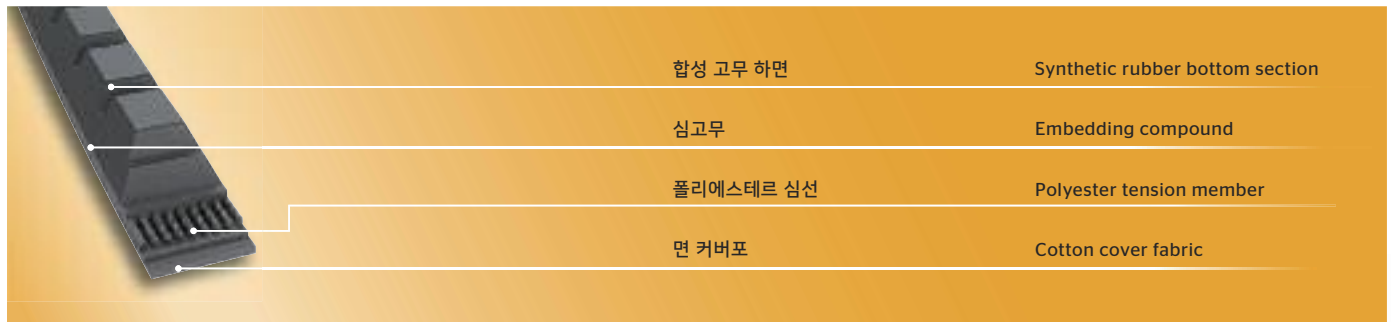 합성 고무 하면 Synthetic rubber bottom section
심고무 Embedding compound
폴리에스테르 심선 Polyester tension member
면 커버포 Cotton cover fabric